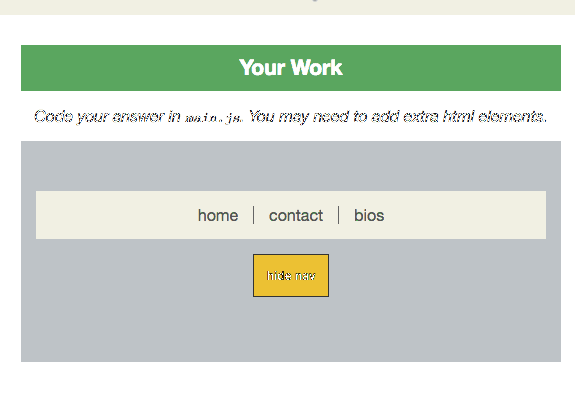 Your Work
Code your answer in main.js. You may need to add extra html elements.
home | contact | bios
hide nav